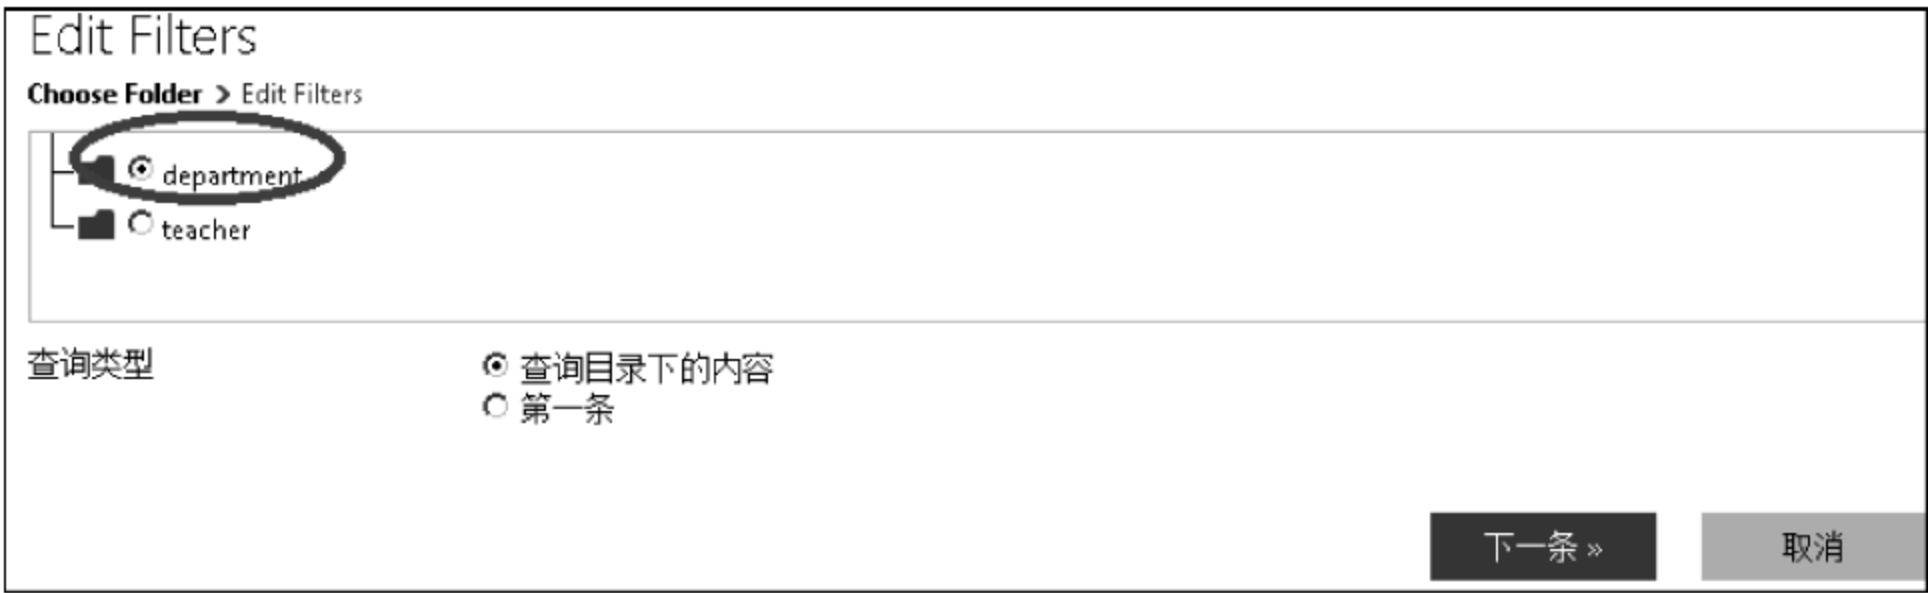 Edit Filters
Choose Folder > Edit Filters
department
teacher
查询类型
查询目录下的内容
第一条
下一条 »
取消